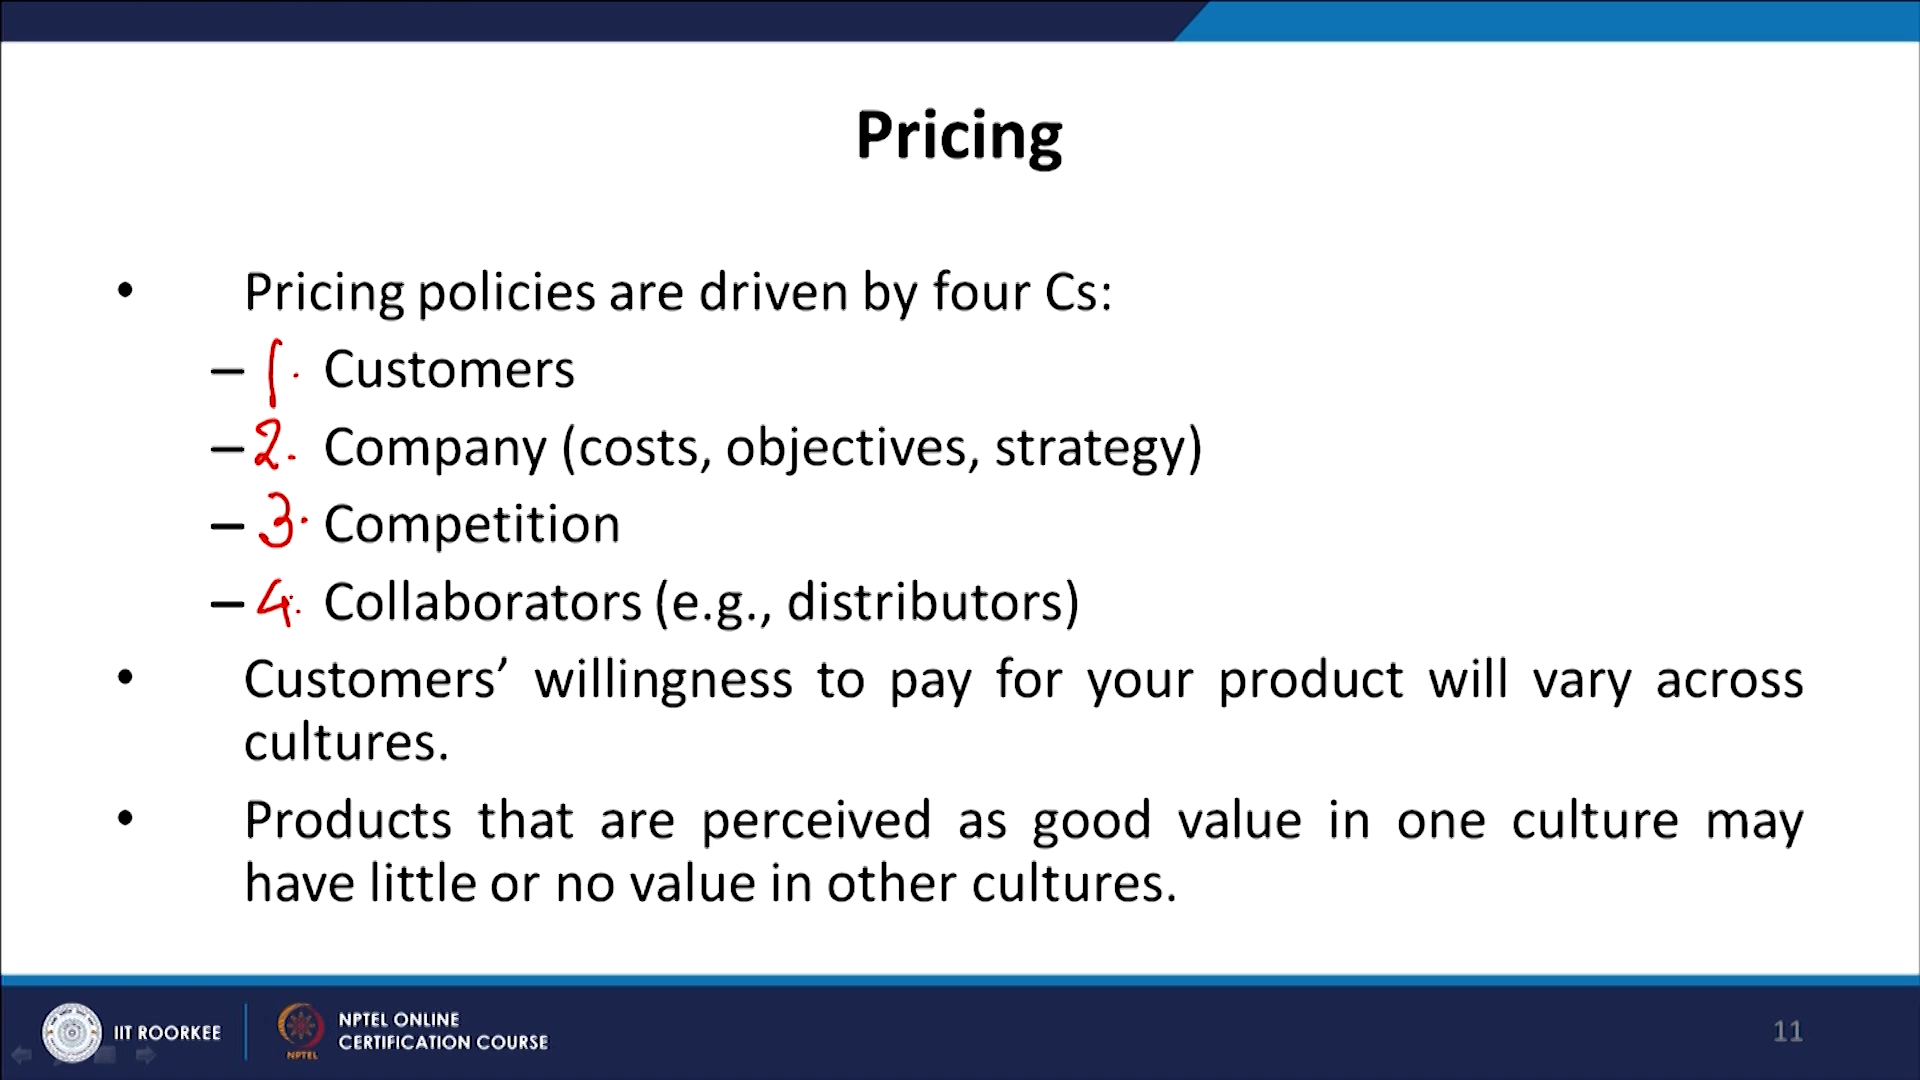 Pricing
• Pricing policies are driven by four Cs:
– 1. Customers
– 2. Company (costs, objectives, strategy)
– 3. Competition
– 4. Collaborators (e.g., distributors)
• Customers’ willingness to pay for your product will vary across
cultures.
• Products that are perceived as good value in one culture may
have little or no value in other cultures.
IIT ROORKEE
NPTEL
NPTEL ONLINE
CERTIFICATION COURSE
11